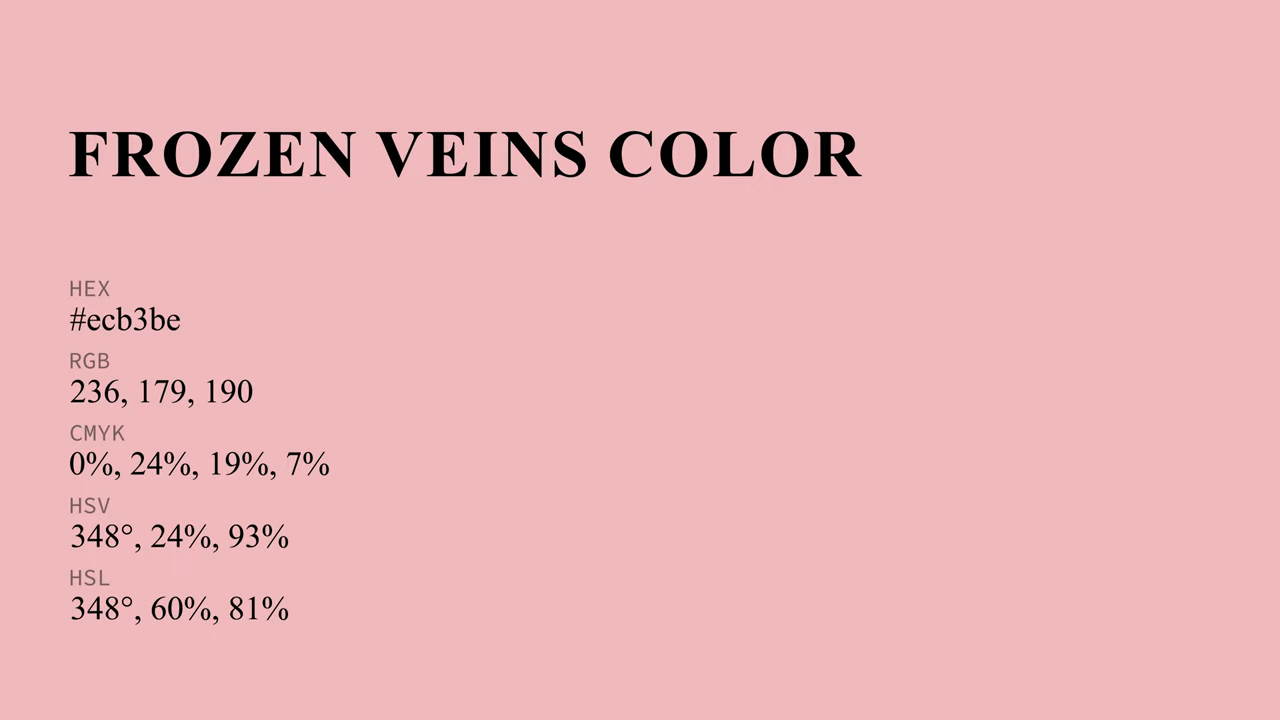 FROZEN VEINS COLOR
HEX
#ecb3be
RGB
236, 179, 190
CMYK
0%, 24%, 19%, 7%
HSV
348°, 24%, 93%
HSL
348°, 60%, 81%